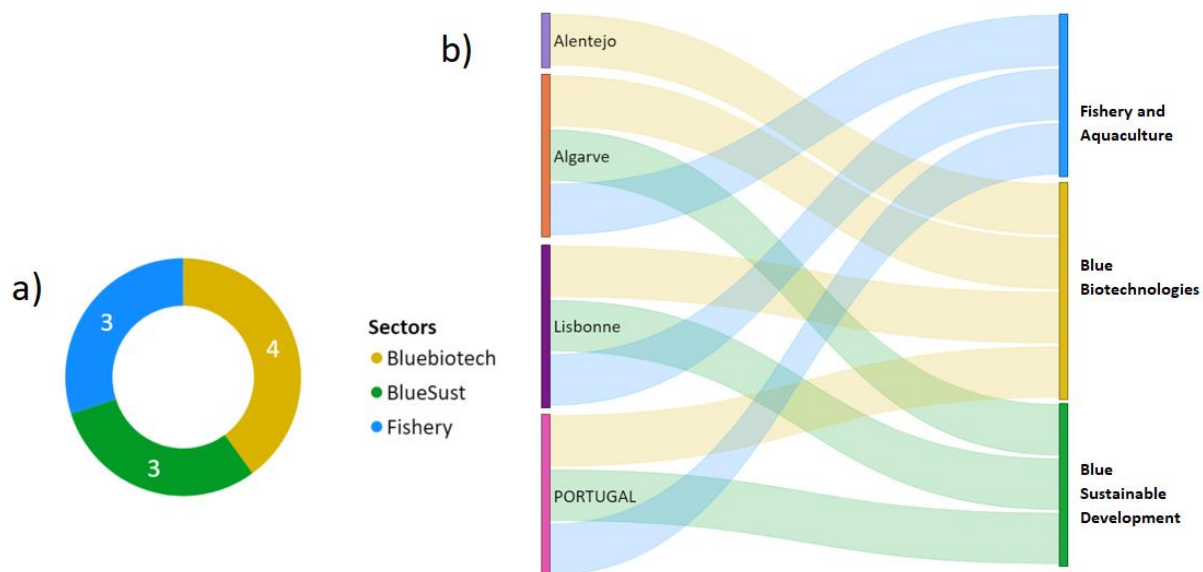 a)
3
4
3
Sectors
Bluebiotech
BlueSust
Fishery
b)
Alentejo
Algarve
Lisbonne
PORTUGAL
Fishery and
Aquaculture
Blue
Biotechnologies
Blue
Sustainable
Development